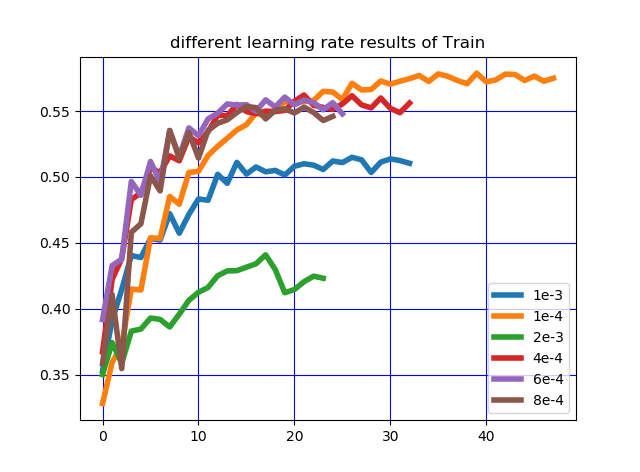 different learning rate results of Train
0.55
0.50
0.45
0.40
0.35
0
10
20
30
40
1e-3
1e-4
2e-3
4e-4
6e-4
8e-4